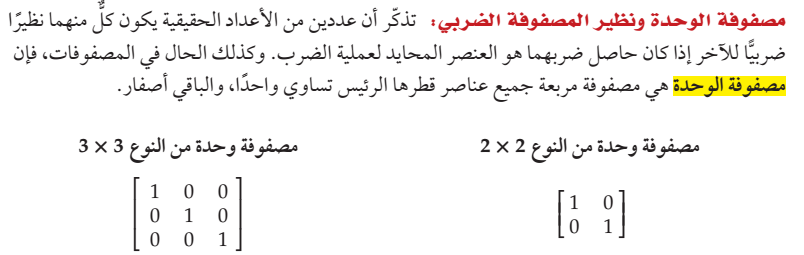 مصفوفة الوحدة ونظير المصفوفة الضربي: تذكّر أن عددين من الأعداد الحقيقية يكون كلٌّ منهما نظيرًا
ضربيًّا للآخر إذا كان حاصل ضربهما هو العنصر المحايد لعملية الضرب. وكذلك الحال في المصفوفات، فإن
مصفوفة الوحدة هي مصفوفة مربعة جميع عناصر قطرها الرئيس تساوي واحدًا، والباقي أصفار.
مصفوفة وحدة من النوع 2 × 2
1 0
0 1
مصفوفة وحدة من النوع 3 × 3
1 0 0
0 1 0
0 0 1